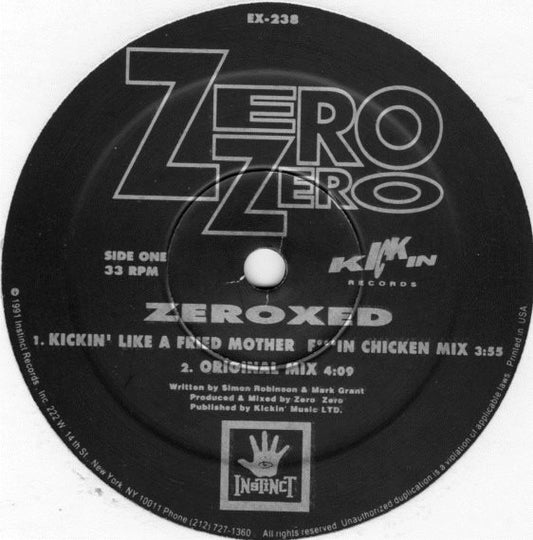 EX-238
ZERO
ZERO
SIDE ONE
33 RPM
KICKIN
RECORDS
ZEROXED
1. KICKIN' LIKE A FRIED MOTHER F**'IN CHICKEN MIX 3:55
2. ORIGINAL MIX 4:09
Written by Simon Robinson & Mark Grant
Produced & Mixed by Zero Zero
Published by Kickin' Music LTD.
INSTINCT
© 1991 Instinct Records, Inc. 222 W. 14 th St. New York, NY 10011 Phone (212) 727-1360 . All rights reserved. Unauthorized duplication is a violation of applicable laws. Printed in USA